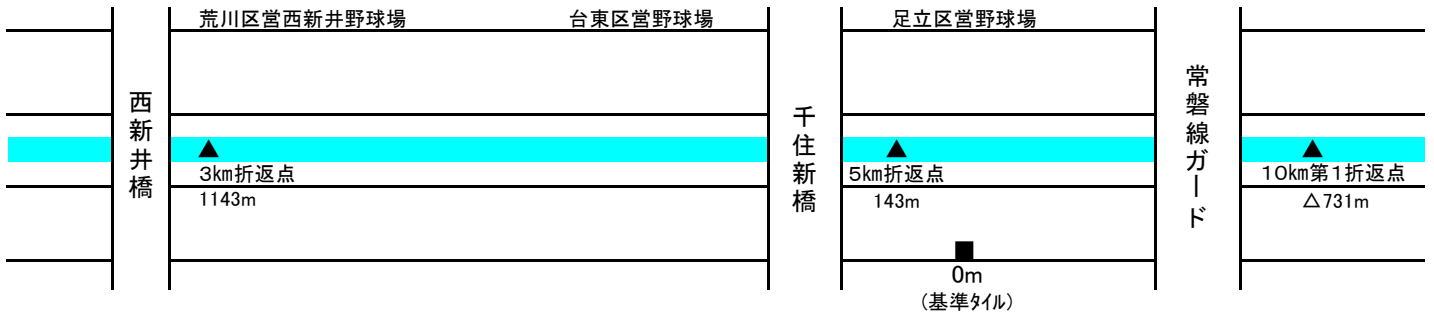 荒川区営西新井野球場
台東区営野球場
足立区営野球場
西新井橋
千住新橋
常磐線ガード
3km折返点
5km折返点
10km第1折返点
1143m
143m
△731m
0m
(基準タイル)